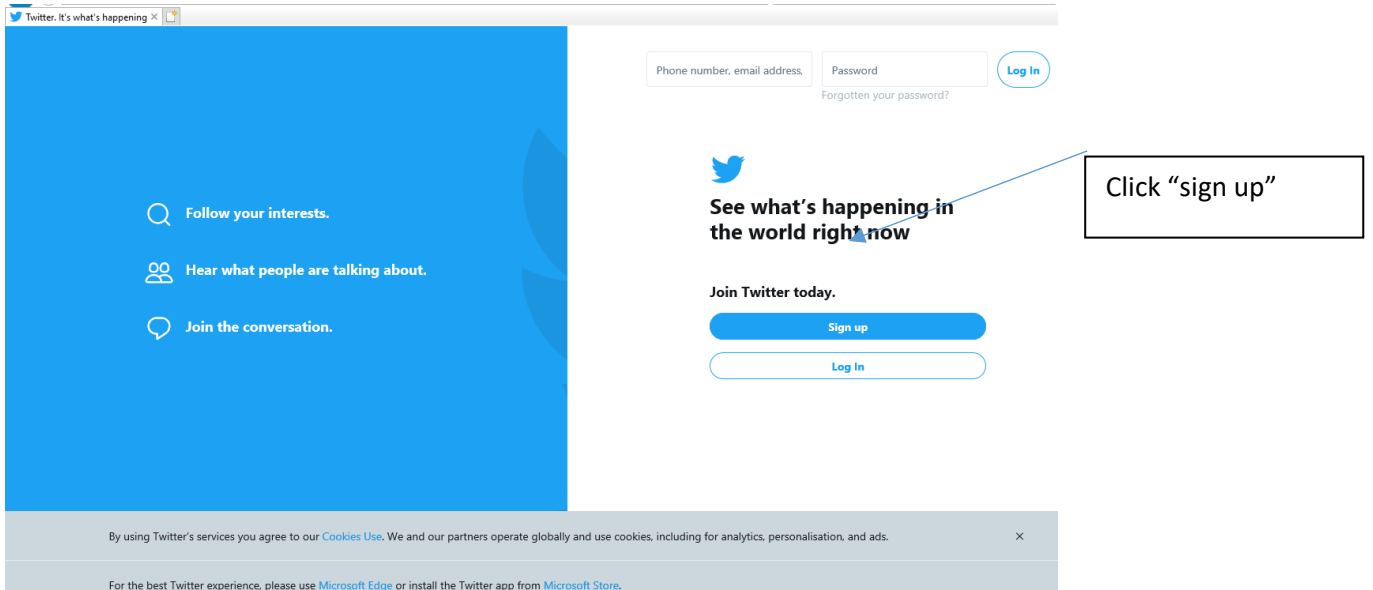 Twitter. It's what's happening
Phone number, email address,
Password
Log In
Forgotten your password?
Follow your interests.
Hear what people are talking about.
Join the conversation.
See what's happening in
the world right now
Join Twitter today.
Sign up
Log In
Click “sign up”
By using Twitter's services you agree to our Cookies Use. We and our partners operate globally and use cookies, including for analytics, personalisation, and ads.
For the best Twitter experience, please use Microsoft Edge or install the Twitter app from Microsoft Store.